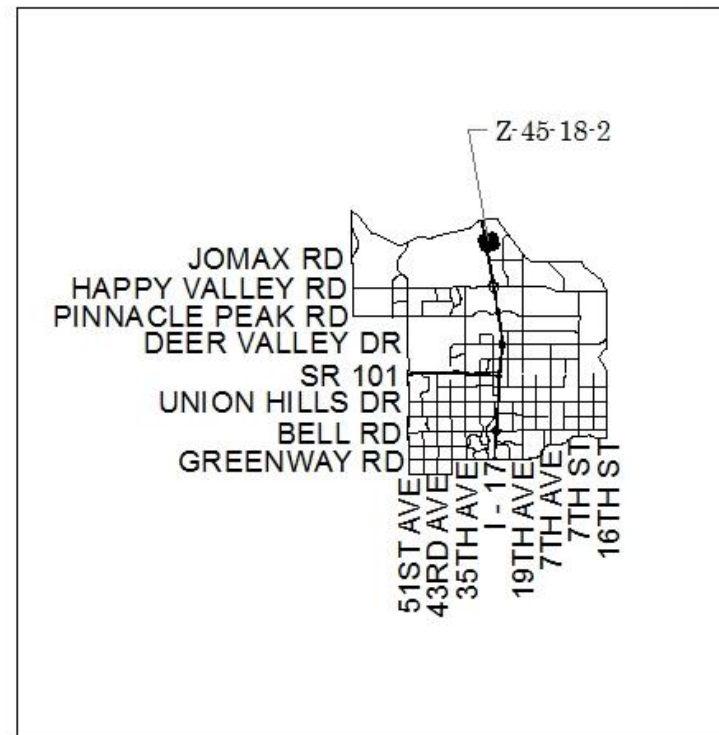 Z-45-18-2
JOMAX RD
HAPPY VALLEY RD
PINNACLE PEAK RD
DEER VALLEY DR
SR 101
UNION HILLS DR
BELL RD
GREENWAY RD
51ST AVE
43RD AVE
35TH AVE
I - 17
19TH AVE
7TH AVE
7TH ST
16TH ST